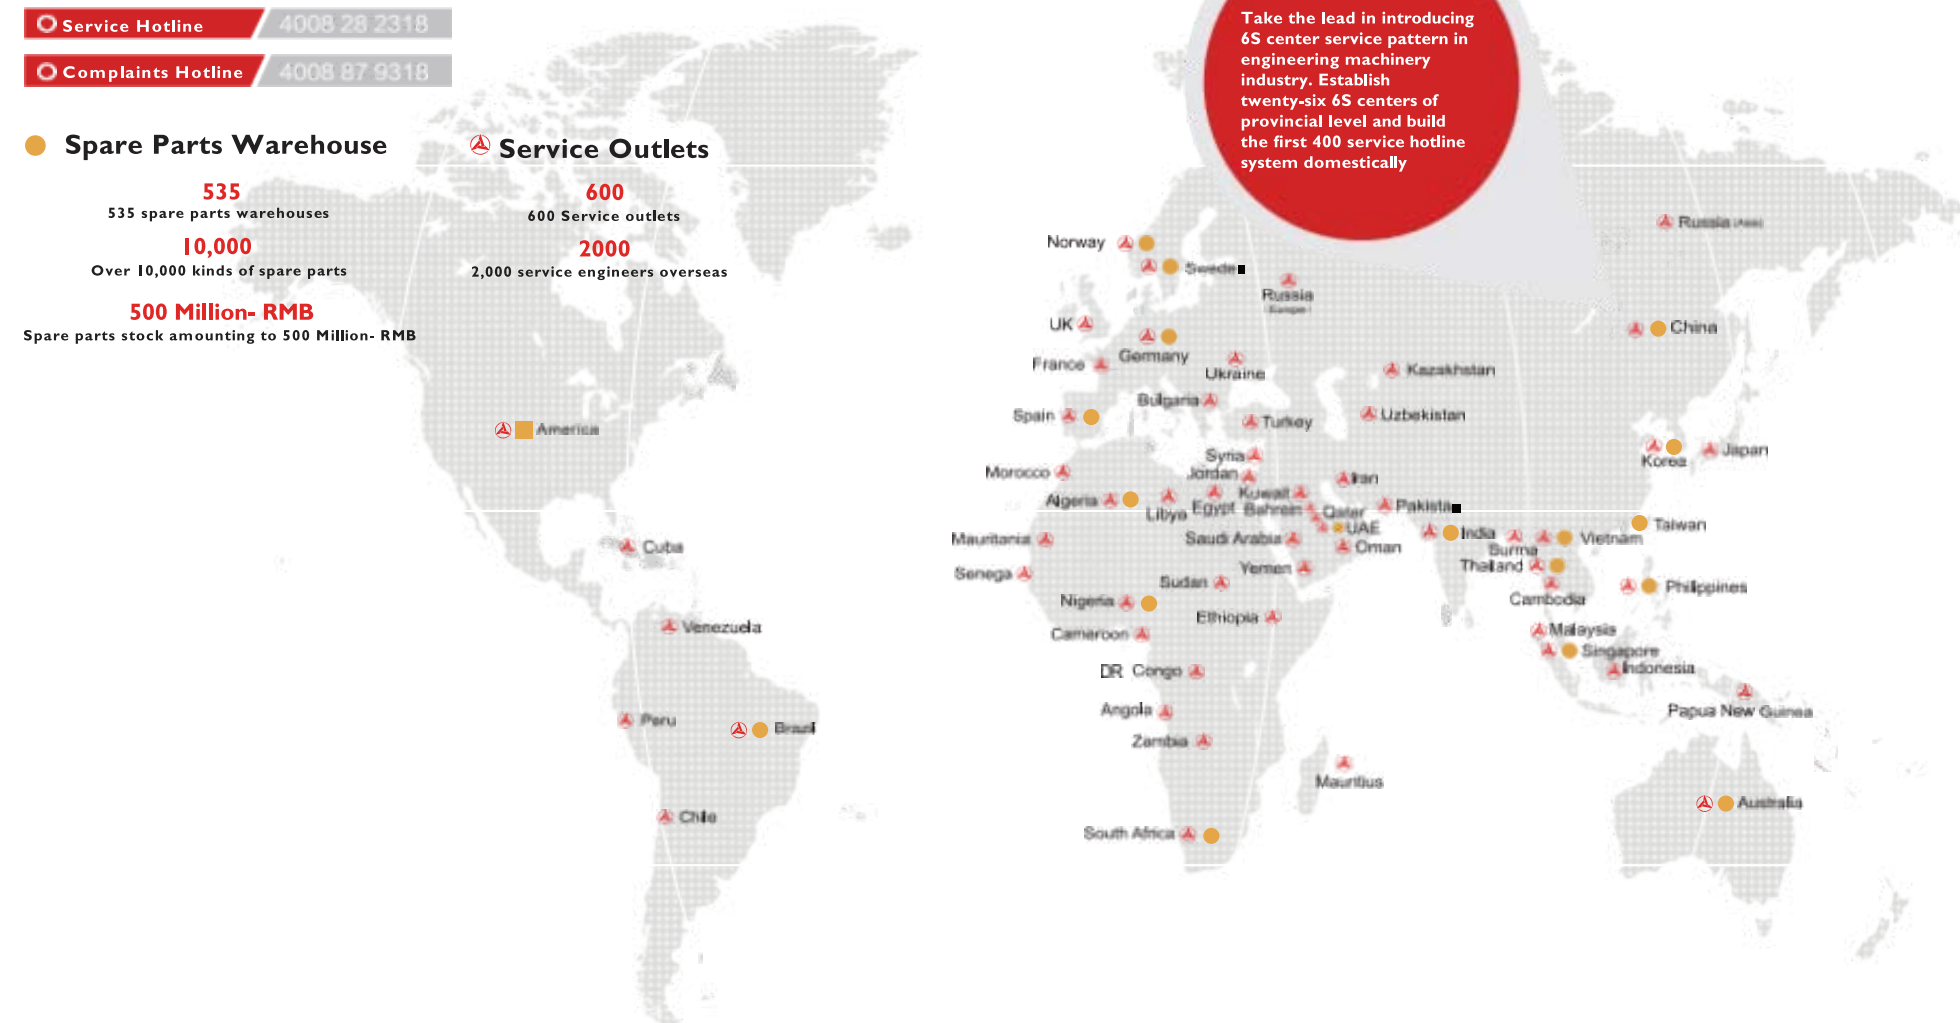 Service Hotline 4008 28 2318
Complaints Hotline 4008 87 9318
Take the lead in introducing
6S center service pattern in
engineering machinery
industry. Establish
twenty-six 6S centers of
provincial level and build
the first 400 service hotline
system domestically
Spare Parts Warehouse
535
535 spare parts warehouses
10,000
Over 10,000 kinds of spare parts
500 Million- RMB
Spare parts stock amounting to 500 Million- RMB
Service Outlets
600
600 Service outlets
2000
2,000 service engineers overseas
America
Cuba
Venezuela
Peru
Brazil
Chile
Norway
Swede
Russia
(Europe)
Russia (Asia)
UK
Germany
France
Ukraine
Kazakhstan
China
Bulgaria
Spain
Turkey
Uzbekistan
Korea
Japan
Syria
Morocco
Jordan
Iran
Algeria
Libya
Egypt
Kuwait
Bahrein
Qatar
Pakista
UAE
Taiwan
Mauritania
Saudi Arabia
Oman
India
Burma
Vietnam
Senega
Yemen
Thailand
Sudan
Philippines
Nigeria
Cambodia
Ethiopia
Cameroon
Malaysia
Singapore
DR Congo
Indonesia
Angola
Papua New Guinea
Zambia
Mauritius
Australia
South Africa